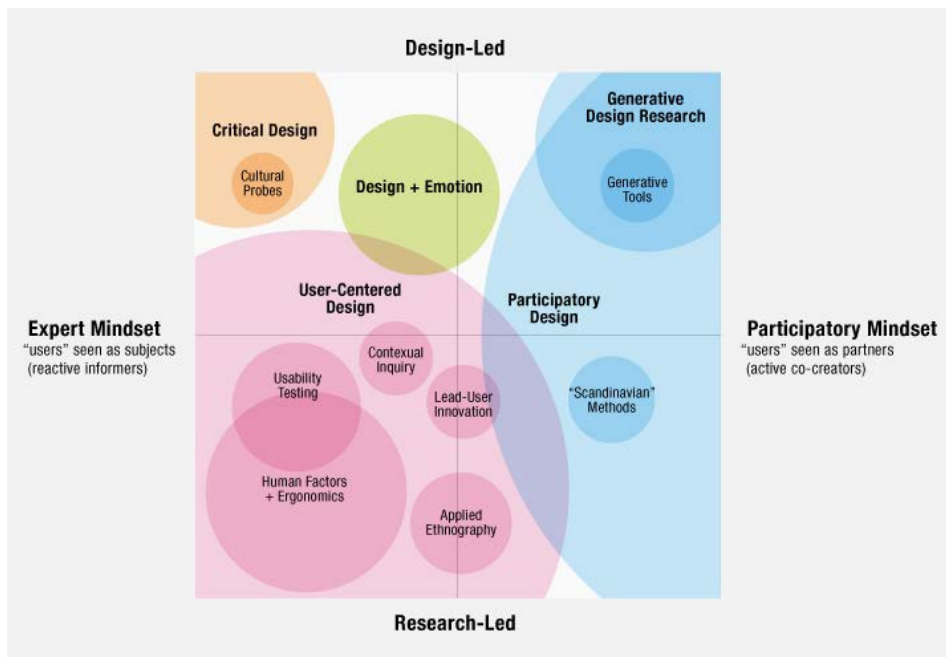 Design-Led
Generative
Design Research
Critical Design
Cultural
Probes
Design + Emotion
Generative
Tools
User-Centered
Design
Participatory
Design
Expert Mindset
“users” seen as subjects
(reactive informers)
Participatory Mindset
“users” seen as partners
(active co-creators)
Contexual
Inquiry
Usability
Testing
Lead-User
Innovation
“Scandinavian”
Methods
Human Factors
+ Ergonomics
Applied
Ethnography
Research-Led